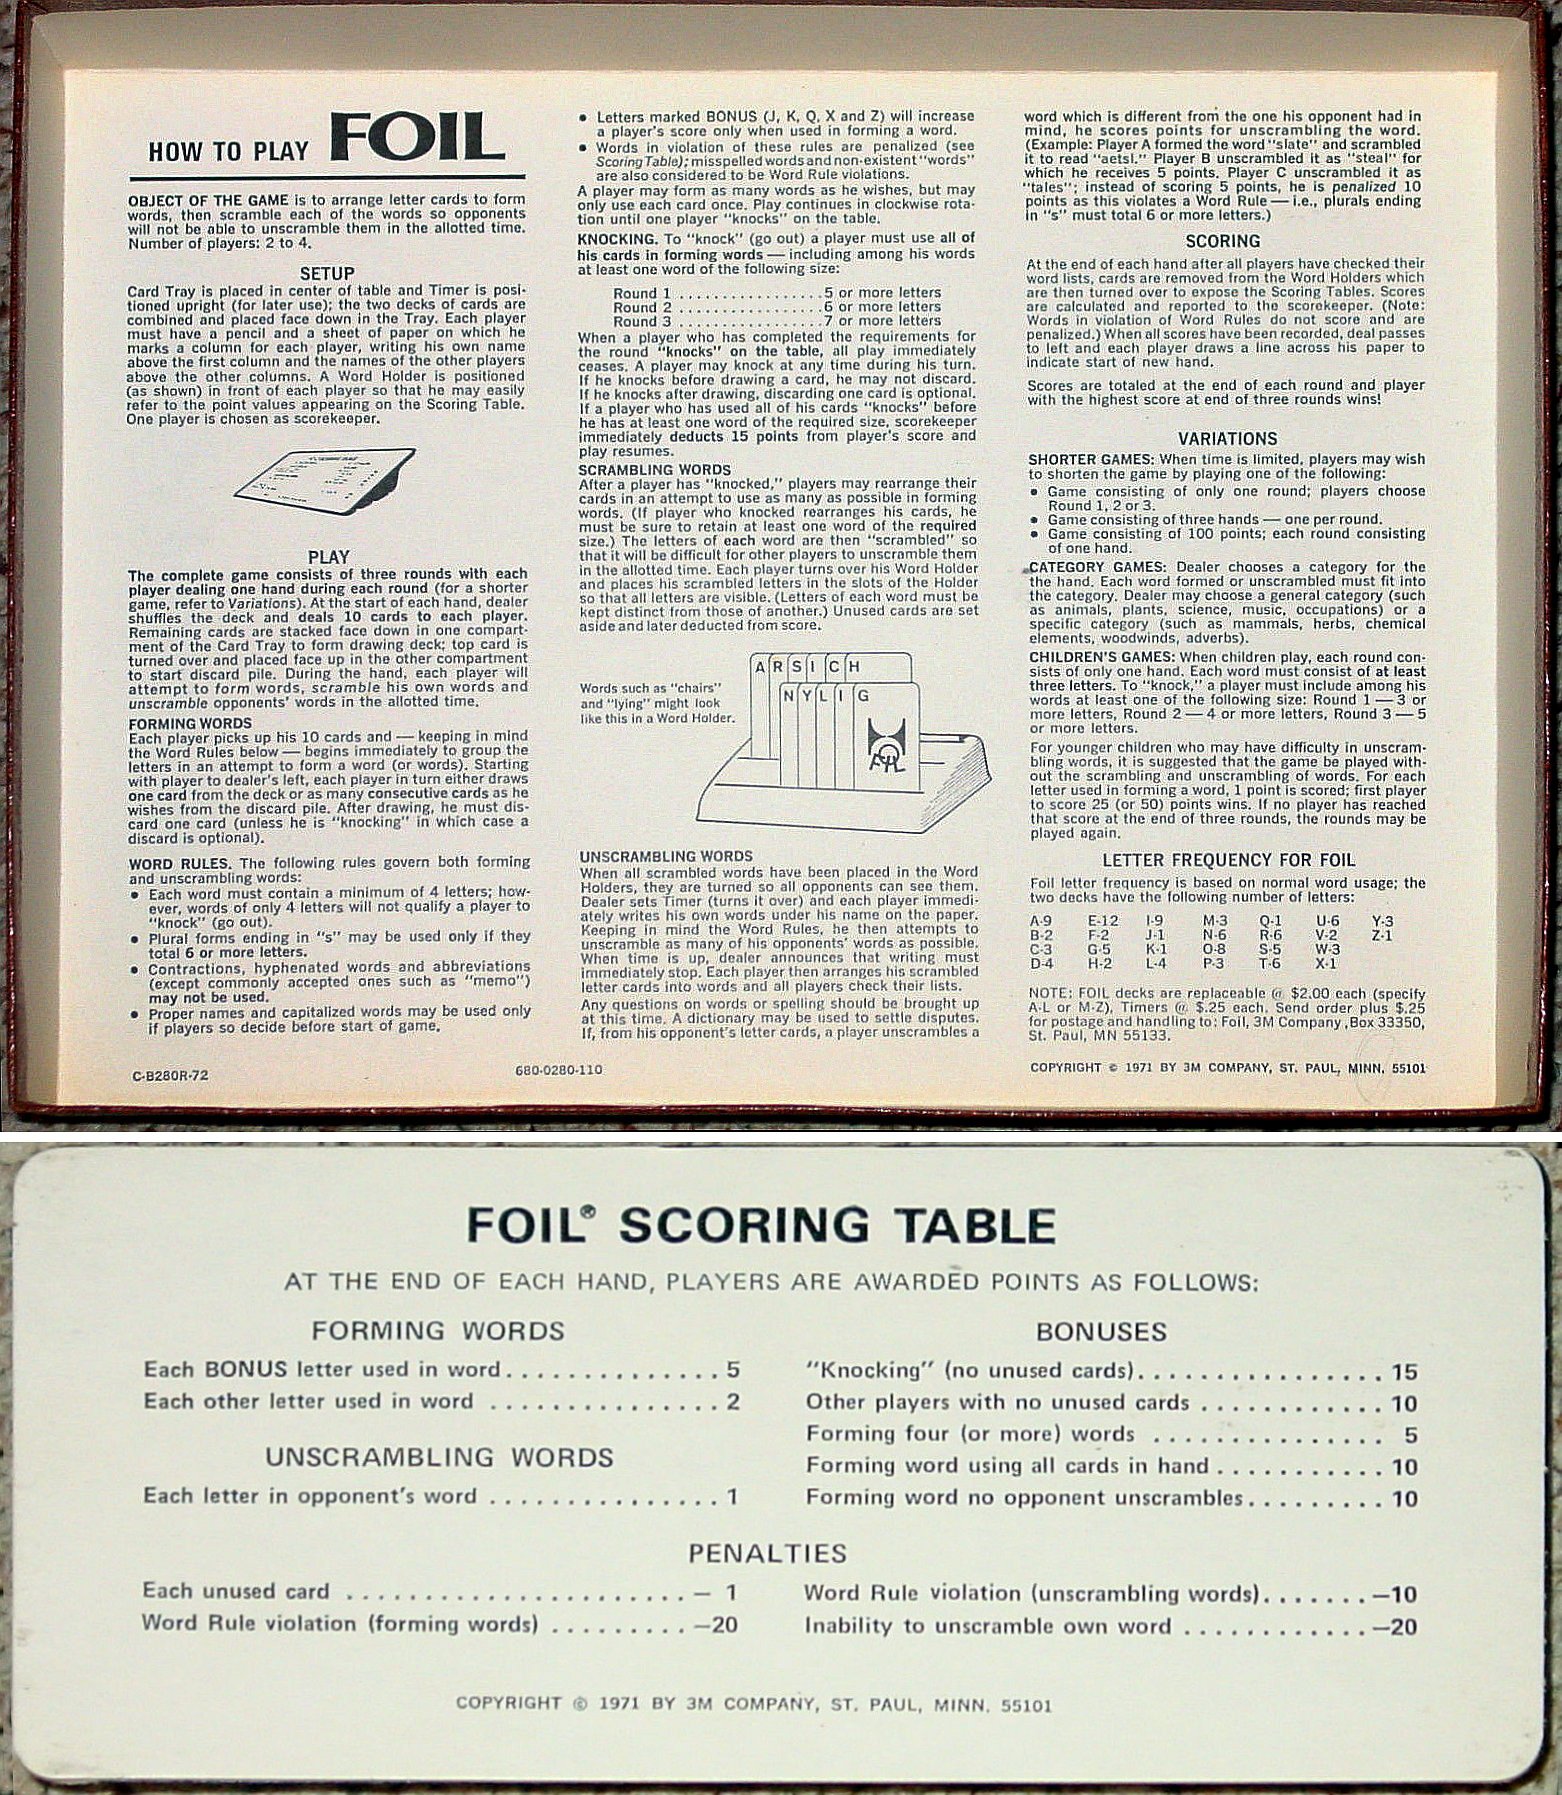 HOW TO PLAY FOIL
OBJECT OF THE GAME is to arrange letter cards to form
words, then scramble each of the words so opponents
will not be able to unscramble them in the allotted time.
Number of players: 2 to 4.
SETUP
Card Tray is placed in center of table and Timer is posi-
tioned upright (for later use); the two decks of cards are
combined and placed face down in the Tray. Each player
must have a pencil and a sheet of paper on which he
marks a column for each player, writing his own name
above the first column and the names of the other players
above the other columns. A Word Holder is positioned
(as shown) in front of each player so that he may easily
refer to the point values appearing on the Scoring Table.
One player is chosen as scorekeeper.
PLAY
The complete game consists of three rounds with each
player dealing one hand during each round (for a shorter
game, refer to Variations). At the start of each hand, dealer
shuffles the deck and deals 10 cards to each player.
Remaining cards are stacked face down in one compart-
ment of the Card Tray to form drawing deck; top card is
turned over and placed face up in the other compartment
to start discard pile. During the hand, each player will
attempt to form words, scramble his own words and
unscramble opponents' words in the allotted time.
FORMING WORDS
Each player picks up his 10 cards and — keeping in mind
the Word Rules below — begins immediately to group the
letters in an attempt to form a word (or words). Starting
with player to dealer's left, each player in turn either draws
one card from the deck or as many consecutive cards as he
wishes from the discard pile. After drawing, he must dis-
card one card (unless he is "knocking" in which case a
discard is optional).
WORD RULES. The following rules govern both forming
and unscrambling words:
• Each word must contain a minimum of 4 letters; how-
ever, words of only 4 letters will not qualify a player to
"knock" (go out).
• Plural forms ending in "s" may be used only if they
total 6 or more letters.
• Contractions, hyphenated words and abbreviations
(except commonly accepted ones such as "memo")
may not be used.
• Proper names and capitalized words may be used only
if players so decide before start of game.
C-B280R-72
• Letters marked BONUS (J, K, Q, X and Z) will increase
a player's score only when used in forming a word.
• Words in violation of these rules are penalized (see
Scoring Table); misspelled words and non-existent "words"
are also considered to be Word Rule violations.
A player may form as many words as he wishes, but may
only use each card once. Play continues in clockwise rota-
tion until one player "knocks" on the table.
KNOCKING. To "knock" (go out) a player must use all of
his cards in forming words — including among his words
at least one word of the following size:
Round 1 .................5 or more letters
Round 2 .................6 or more letters
Round 3 .................7 or more letters
When a player who has completed the requirements for
the round "knocks" on the table, all play immediately
ceases. A player may knock at any time during his turn.
If he knocks before drawing a card, he may not discard.
If he knocks after drawing, discarding one card is optional.
If a player who has used all of his cards "knocks" before
he has at least one word of the required size, scorekeeper
immediately deducts 15 points from player's score and
play resumes.
SCRAMBLING WORDS
After a player has "knocked," players may rearrange their
cards in an attempt to use as many as possible in forming
words. (If player who knocked rearranges his cards, he
must be sure to retain at least one word of the required
size.) The letters of each word are then "scrambled" so
that it will be difficult for other players to unscramble them
in the allotted time. Each player turns over his Word Holder
and places his scrambled letters in the slots of the Holder
so that all letters are visible. (Letters of each word must be
kept distinct from those of another.) Unused cards are set
aside and later deducted from score.
Words such as "chairs"
and "lying" might look
like this in a Word Holder.
A R S I C H
N Y L I G
FOIL
UNSCRAMBLING WORDS
When all scrambled words have been placed in the Word
Holders, they are turned so all opponents can see them.
Dealer sets Timer (turns it over) and each player immedi-
ately writes his own words under his name on the paper.
Keeping in mind the Word Rules, he then attempts to
unscramble as many of his opponents' words as possible.
When time is up, dealer announces that writing must
immediately stop. Each player then arranges his scrambled
letter cards into words and all players check their lists.
Any questions on words or spelling should be brought up
at this time. A dictionary may be used to settle disputes.
If, from his opponent's letter cards, a player unscrambles a
680-0280-110
word which is different from the one his opponent had in
mind, he scores points for unscrambling the word.
(Example: Player A formed the word "slate" and scrambled
it to read "aetsl." Player B unscrambled it as "steal" for
which he receives 5 points. Player C unscrambled it as
"tales"; instead of scoring 5 points, he is penalized 10
points as this violates a Word Rule — i.e., plurals ending
in "s" must total 6 or more letters.)
SCORING
At the end of each hand after all players have checked their
word lists, cards are removed from the Word Holders which
are then turned over to expose the Scoring Tables. Scores
are calculated and reported to the scorekeeper. (Note:
Words in violation of Word Rules do not score and are
penalized.) When all scores have been recorded, deal passes
to left and each player draws a line across his paper to
indicate start of new hand.
Scores are totaled at the end of each round and player
with the highest score at end of three rounds wins!
VARIATIONS
SHORTER GAMES: When time is limited, players may wish
to shorten the game by playing one of the following:
• Game consisting of only one round; players choose
Round 1, 2 or 3.
• Game consisting of three hands — one per round.
• Game consisting of 100 points; each round consisting
of one hand.
CATEGORY GAMES: Dealer chooses a category for the
the hand. Each word formed or unscrambled must fit into
the category. Dealer may choose a general category (such
as animals, plants, science, music, occupations) or a
specific category (such as mammals, herbs, chemical
elements, woodwinds, adverbs).
CHILDREN'S GAMES: When children play, each round con-
sists of only one hand. Each word must consist of at least
three letters. To "knock," a player must include among his
words at least one of the following size: Round 1 — 3 or
more letters, Round 2 — 4 or more letters, Round 3 — 5
or more letters.
For younger children who may have difficulty in unscram-
bling words, it is suggested that the game be played with-
out the scrambling and unscrambling of words. For each
letter used in forming a word, 1 point is scored; first player
to score 25 (or 50) points wins. If no player has reached
that score at the end of three rounds, the rounds may be
played again.
LETTER FREQUENCY FOR FOIL
Foil letter frequency is based on normal word usage; the
two decks have the following number of letters:
A-9 E-12 I-9 M-3 Q-1 U-6 Y-3
B-2 F-2 J-1 N-6 R-6 V-2 Z-1
C-3 G-5 K-1 O-8 S-5 W-3
D-4 H-2 L-4 P-3 T-6 X-1
NOTE: FOIL decks are replaceable @ $2.00 each (specify
A-L or M-Z), Timers @ $.25 each. Send order plus $.25
for postage and handling to: Foil, 3M Company, Box 33350,
St. Paul, MN 55133.
COPYRIGHT © 1971 BY 3M COMPANY, ST. PAUL, MINN. 55101
FOIL® SCORING TABLE
AT THE END OF EACH HAND, PLAYERS ARE AWARDED POINTS AS FOLLOWS:
FORMING WORDS
Each BONUS letter used in word.............. 5
Each other letter used in word ............... 2
UNSCRAMBLING WORDS
Each letter in opponent's word ............... 1
BONUSES
"Knocking" (no unused cards)................ 15
Other players with no unused cards ............ 10
Forming four (or more) words ............... 5
Forming word using all cards in hand........... 10
Forming word no opponent unscrambles......... 10
PENALTIES
Each unused card ...................... — 1
Word Rule violation (forming words) ......... —20
Word Rule violation (unscrambling words)....... —10
Inability to unscramble own word ............ —20
COPYRIGHT © 1971 BY 3M COMPANY, ST. PAUL, MINN. 55101